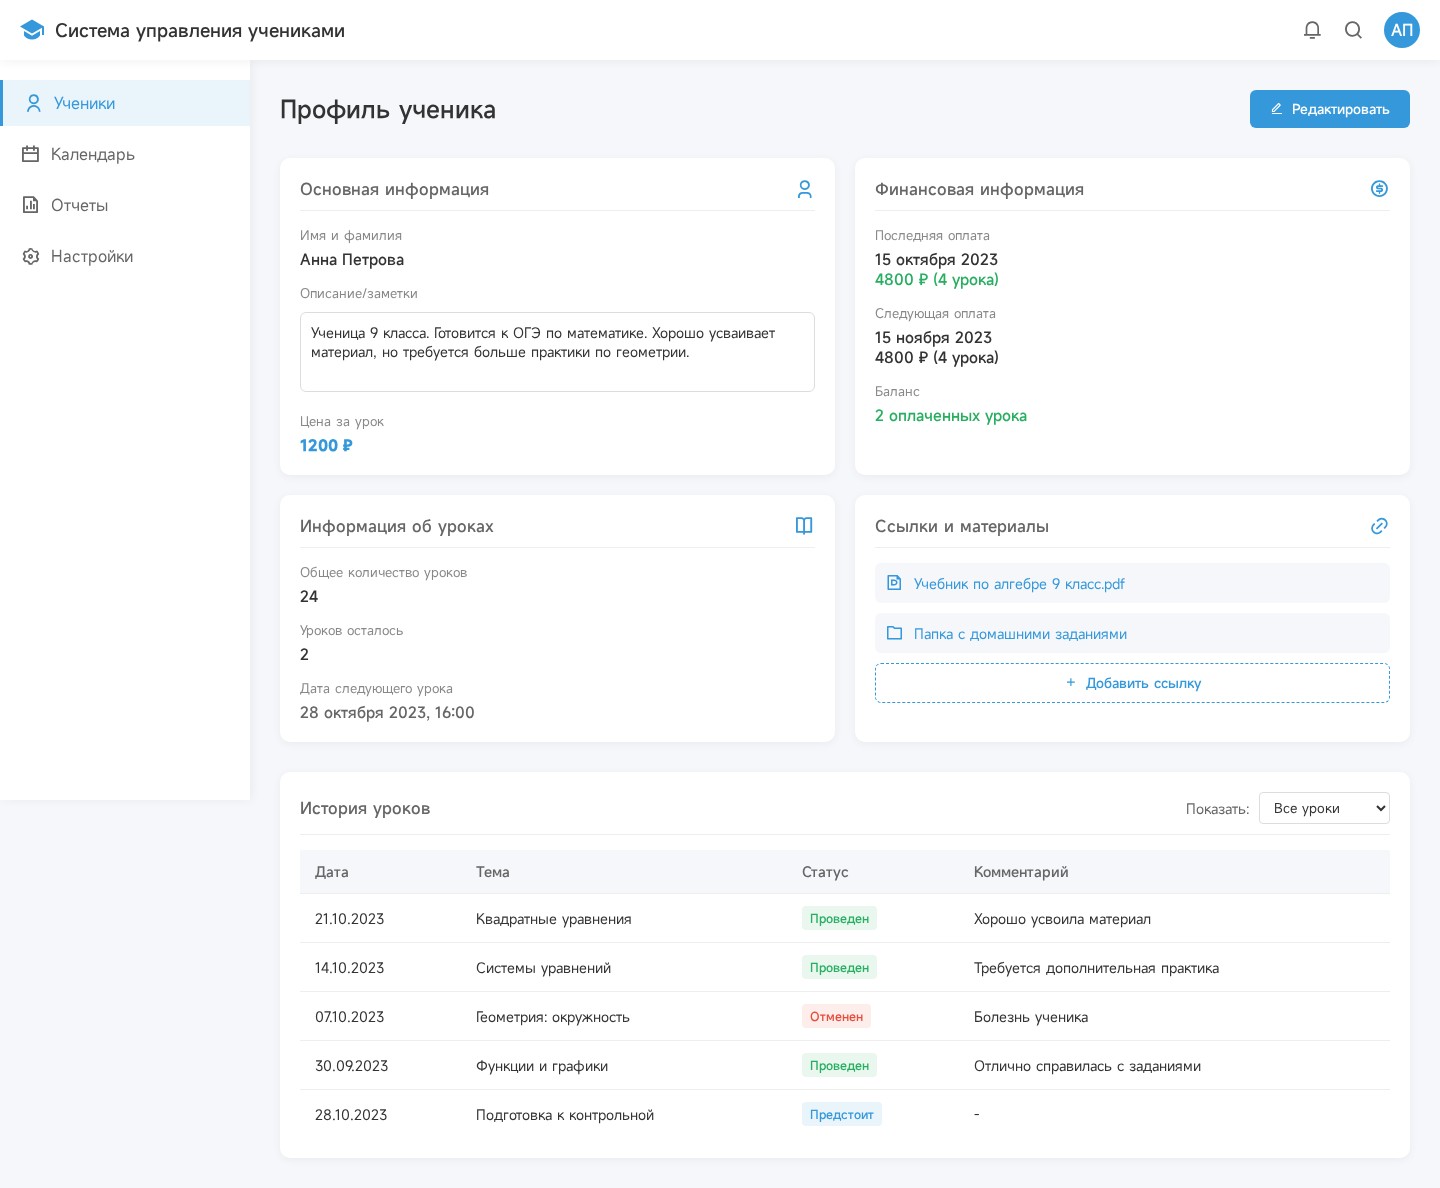 Система управления учениками
АП
Ученики
Календарь
Отчеты
Настройки
Профиль ученика
Редактировать
Основная информация
Имя и фамилия
Анна Петрова
Описание/заметки
Ученица 9 класса. Готовится к ОГЭ по математике. Хорошо усваивает
материал, но требуется больше практики по геометрии.
Цена за урок
1200 ₽
Финансовая информация
Последняя оплата
15 октября 2023
4800 ₽ (4 урока)
Следующая оплата
15 ноября 2023
4800 ₽ (4 урока)
Баланс
2 оплаченных урока
Информация об уроках
Общее количество уроков
24
Уроков осталось
2
Дата следующего урока
28 октября 2023, 16:00
Ссылки и материалы
Учебник по алгебре 9 класс.pdf
Папка с домашними заданиями
+ Добавить ссылку
История уроков
Показать: Все уроки
Дата Тема Статус Комментарий
21.10.2023 Квадратные уравнения Проведен Хорошо усвоила материал
14.10.2023 Системы уравнений Проведен Требуется дополнительная практика
07.10.2023 Геометрия: окружность Отменен Болезнь ученика
30.09.2023 Функции и графики Проведен Отлично справилась с заданиями
28.10.2023 Подготовка к контрольной Предстоит -